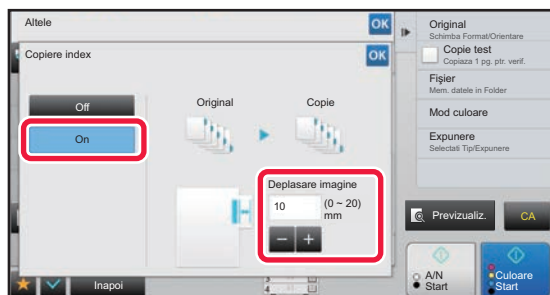 Altele
OK
Copiere index
OK
Off
On
Original
Copie
Deplasare imagine
10
(0 ~ 20)
mm
Inapoi
3
4
Original
Schimba Format/Orientare
Copie test
Copiaza 1 pg. ptr. verif.
Fişier
Mem. datele in Folder
Mod culoare
Expunere
Selectati Tip/Expunere
Previzualiz.
CA
A/N
Start
Culoare
Start